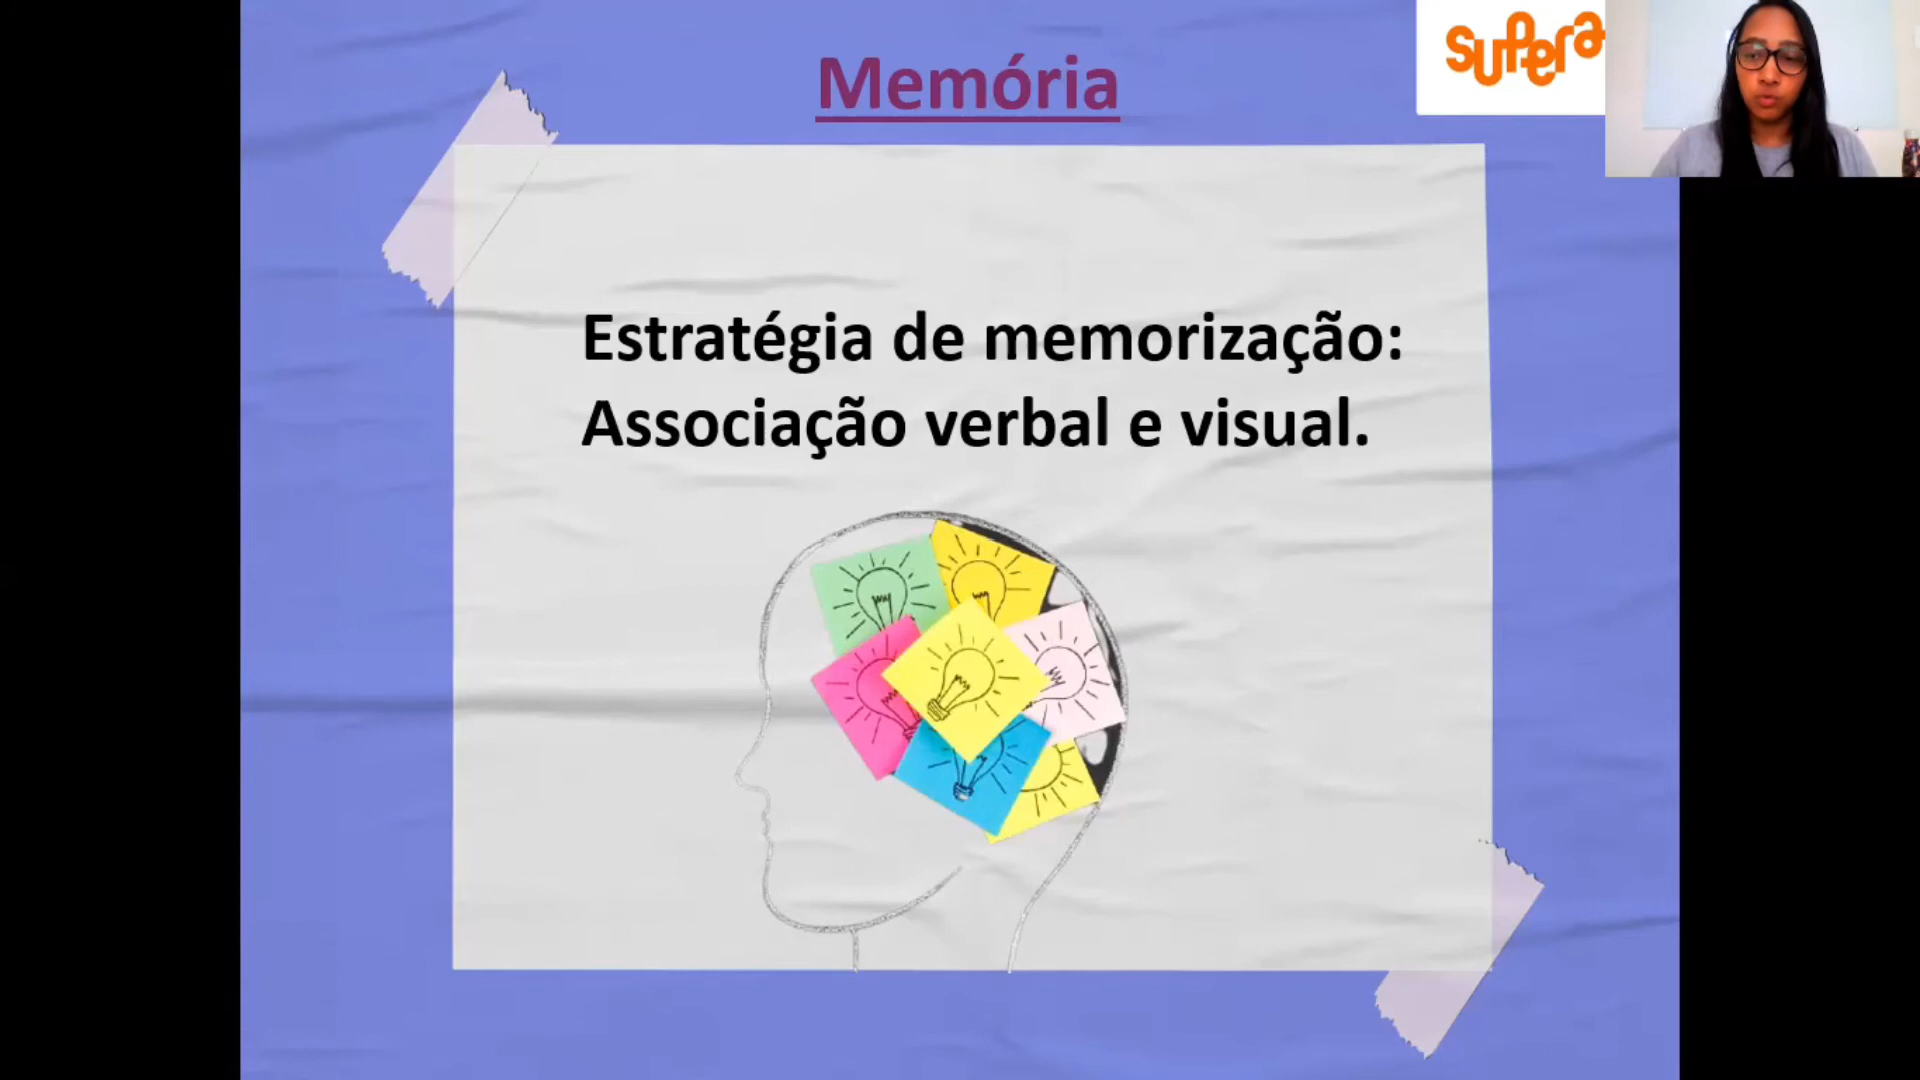 Memória
supera
Estratégia de memorização:
Associação verbal e visual.